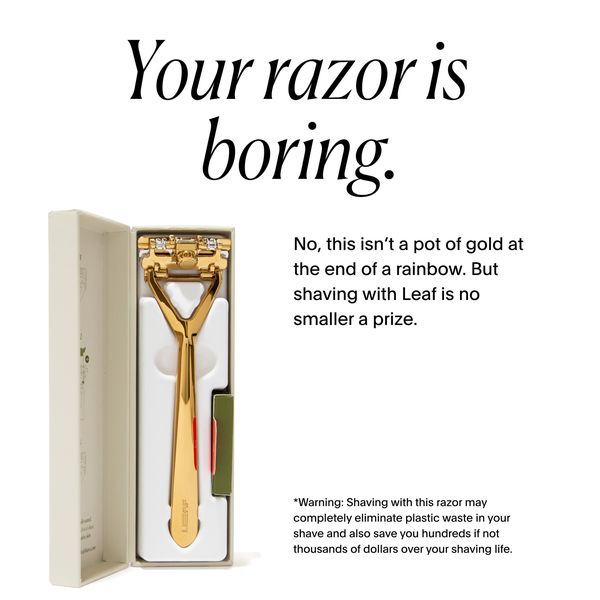 Your razor is
boring.
No, this isn’t a pot of gold at
the end of a rainbow. But
shaving with Leaf is no
smaller a prize.
LEAF
*Warning: Shaving with this razor may
completely eliminate plastic waste in your
shave and also save you hundreds if not
thousands of dollars over your shaving life.